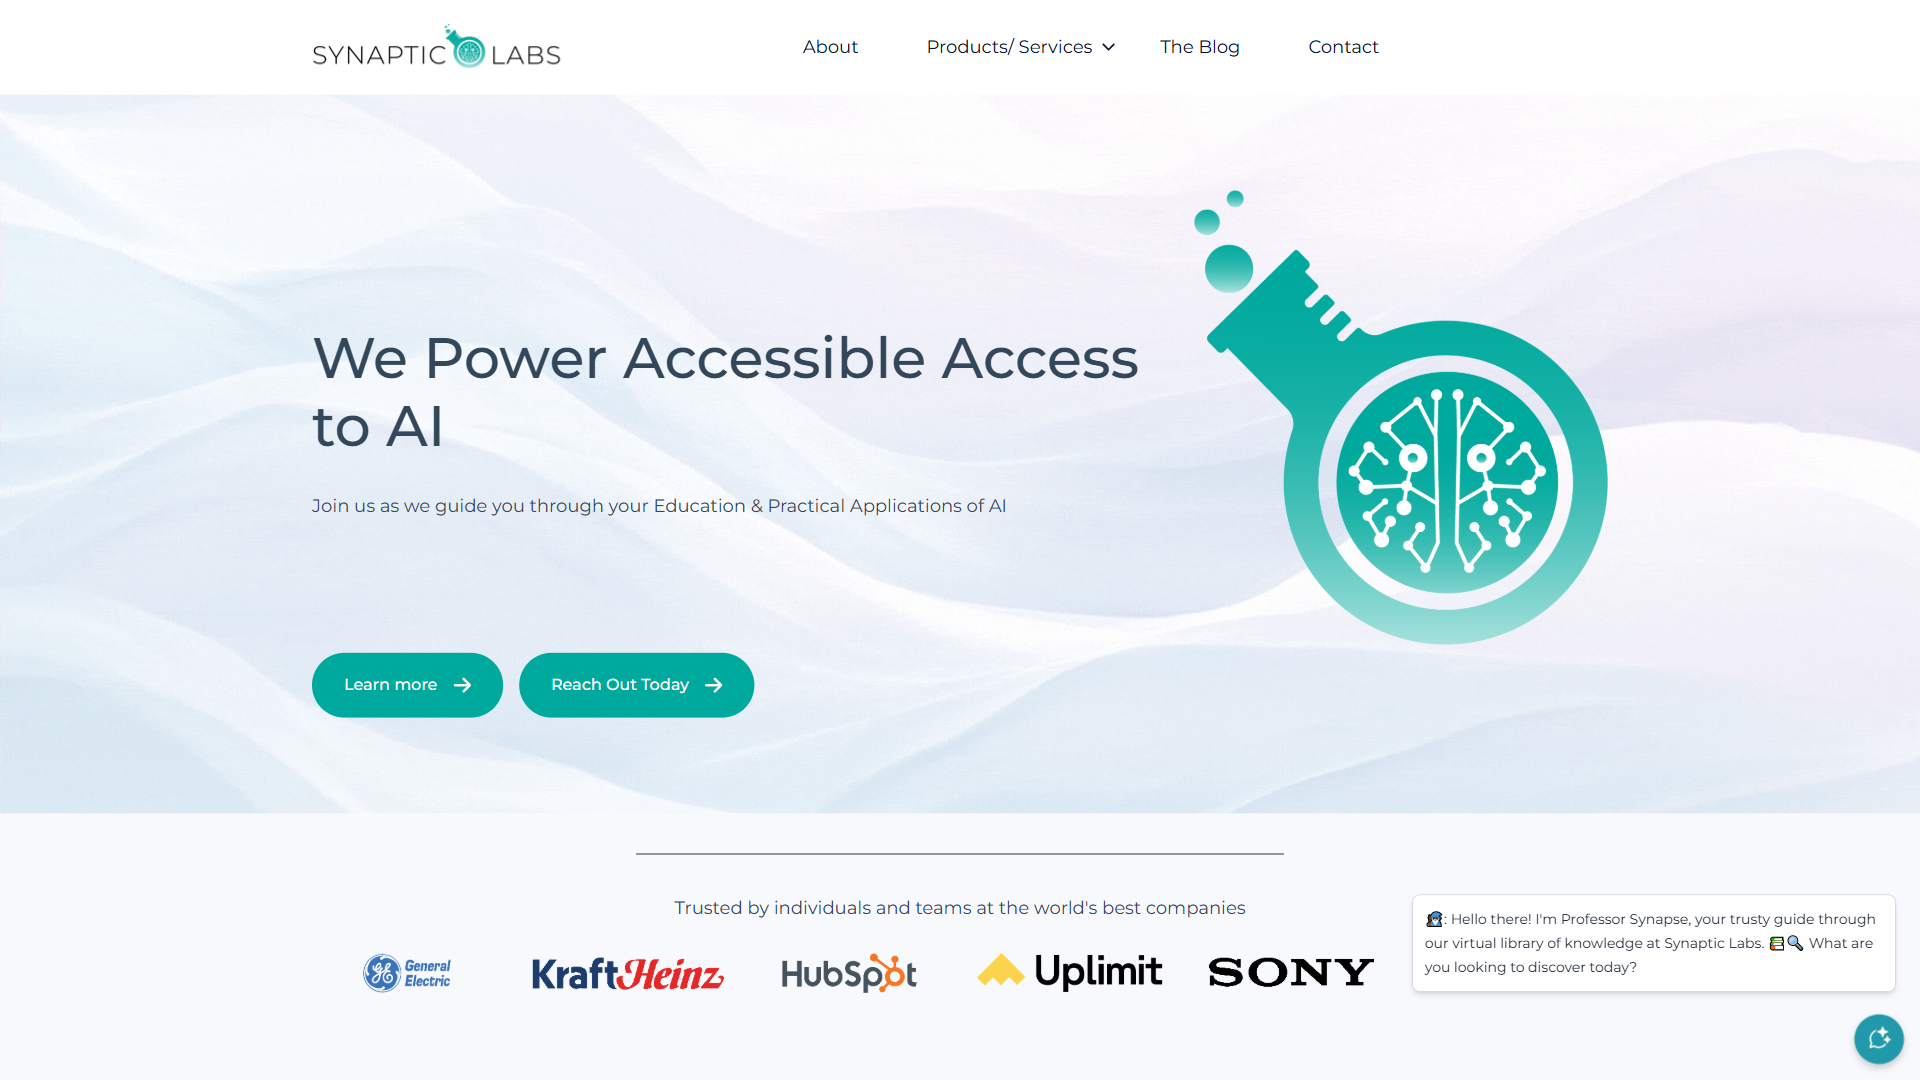 SYNAPTIC LABS
About
Products/ Services
The Blog
Contact
We Power Accessible Access
to AI
Join us as we guide you through your Education & Practical Applications of AI
Learn more
Reach Out Today
Trusted by individuals and teams at the world's best companies
GE General
Electric
KraftHeinz
HubSpot
Uplimit
SONY
: Hello there! I'm Professor Synapse, your trusty guide through
our virtual library of knowledge at Synaptic Labs. 📚🔍 What are
you looking to discover today?